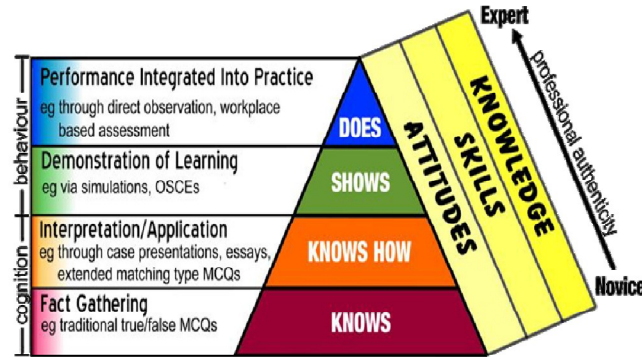 Expert
Performance Integrated Into Practice
eg through direct observation, workplace
based assessment
DOES
Demonstration of Learning
eg via simulations, OSCEs
SHOWS
Interpretation/Application
eg through case presentations, essays,
extended matching type MCQs
KNOWS HOW
Fact Gathering
eg traditional true/false MCQs
KNOWS
behaviour
cognition
ATTITUDES
SKILLS
KNOWLEDGE
professional authenticity
Novice